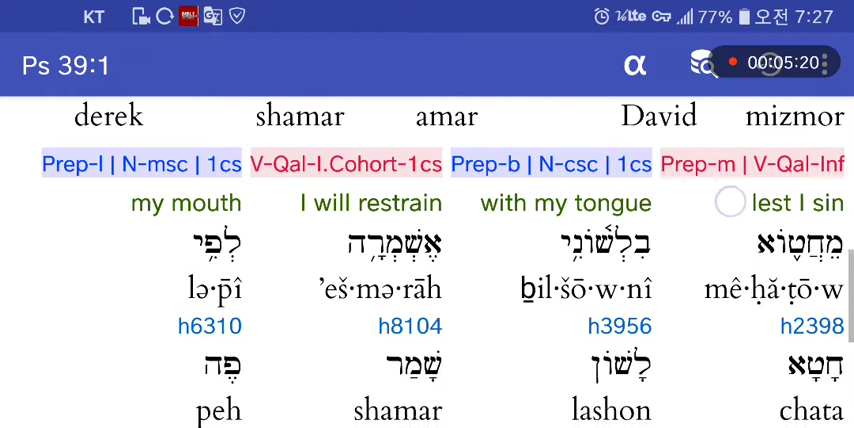 KT 77% 오전 7:27
Ps 39:1 α 00:05:20
derek shamar amar David mizmor
Prep-l | N-msc | 1cs V-Qal-I.Cohort-1cs Prep-b | N-csc | 1cs Prep-m | V-Qal-Inf
my mouth I will restrain with my tongue lest I sin
מֵחֲט֪וֹא בִלְשׁ֫וֹנִ֥י אֶשְׁמְרָ֥ה לְפִ֥י
lə·p̄î ’eš·mə·rāh ḇil·šō·w·nî mê·ḥă·ṭō·w
h6310 h8104 h3956 h2398
חָטָא לָשׁוֹן שָׁמַר פֶּה
peh shamar lashon chata